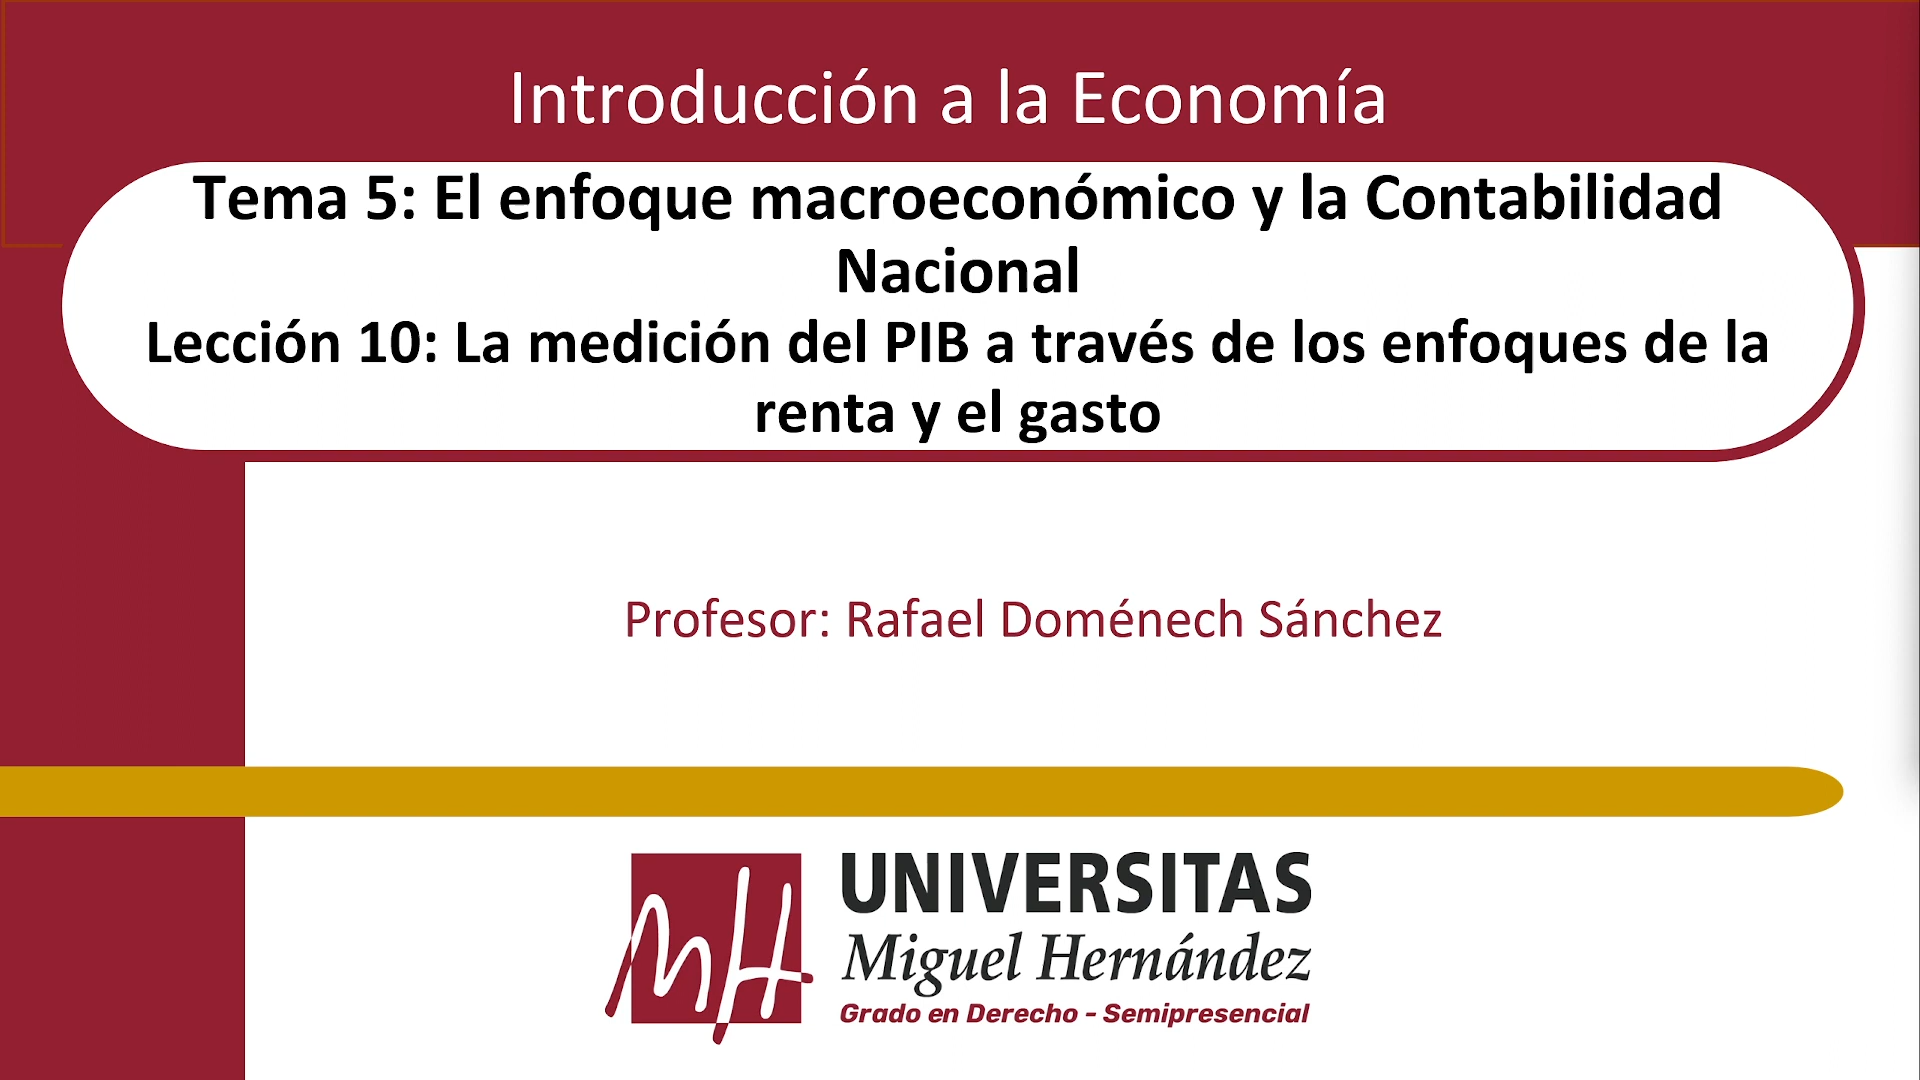 Introducción a la Economía
Tema 5: El enfoque macroeconómico y la Contabilidad
Nacional
Lección 10: La medición del PIB a través de los enfoques de la
renta y el gasto
Profesor: Rafael Doménech Sánchez
MH
UNIVERSITAS
Miguel Hernández
Grado en Derecho - Semipresencial